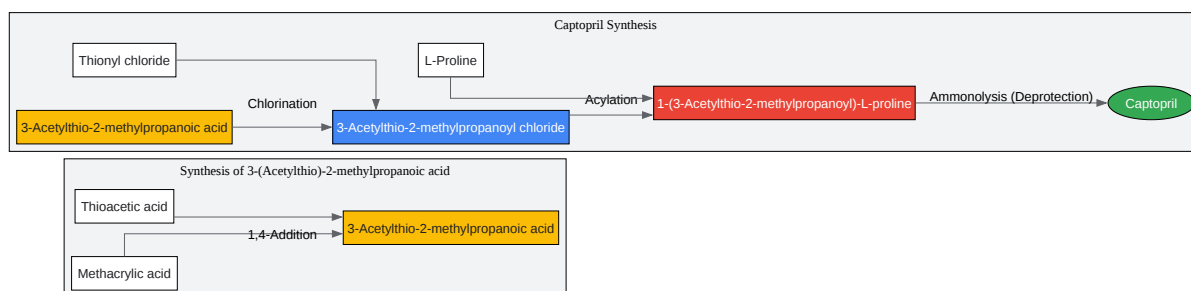 Captopril Synthesis
Thionyl chloride
L-Proline
Chlorination
Acylation
1-(3-Acetylthio-2-methylpropanoyl)-L-proline
Ammonolysis (Deprotection)
Captopril
3-Acetylthio-2-methylpropanoic acid
3-Acetylthio-2-methylpropanoyl chloride
Synthesis of 3-(Acetylthio)-2-methylpropanoic acid
Thioacetic acid
1,4-Addition
3-Acetylthio-2-methylpropanoic acid
Methacrylic acid